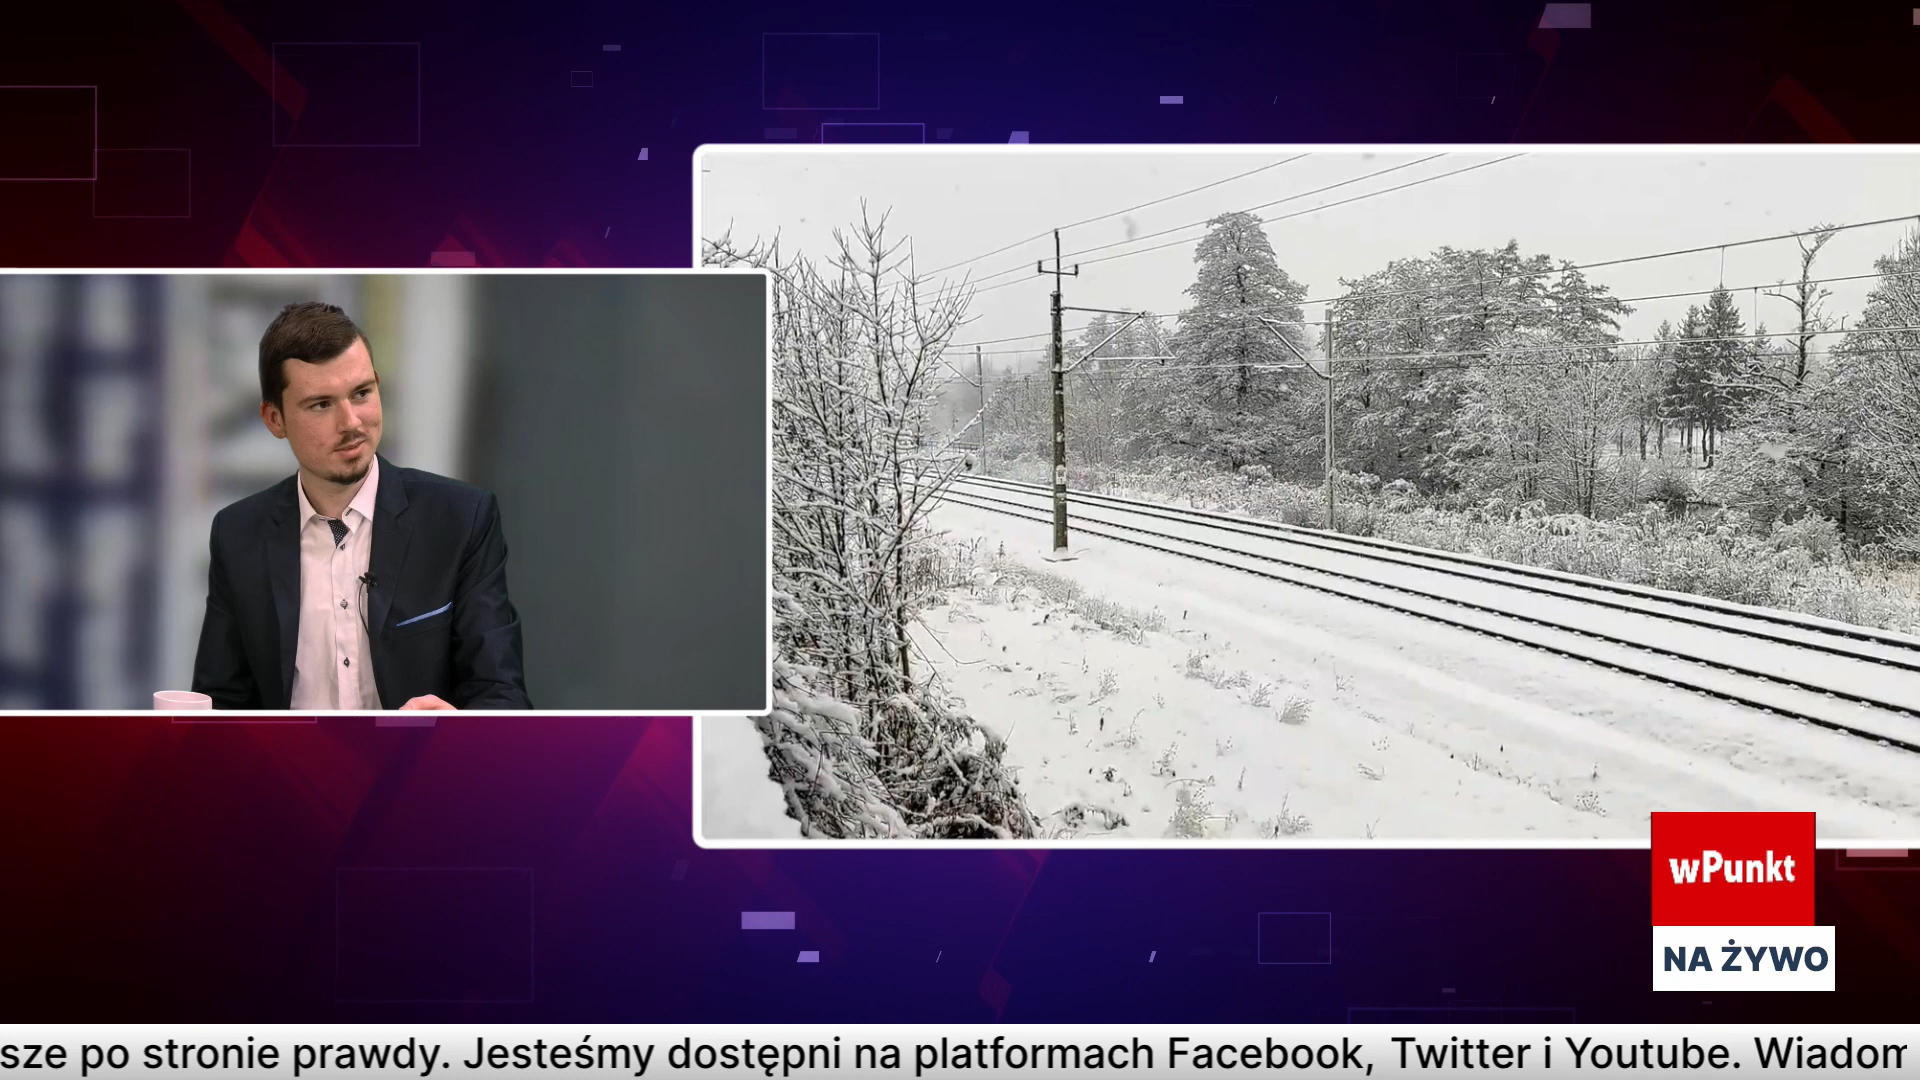 wPunkt
NA ŻYWO
sze po stronie prawdy. Jesteśmy dostępni na platformach Facebook, Twitter i Youtube. Wiadom